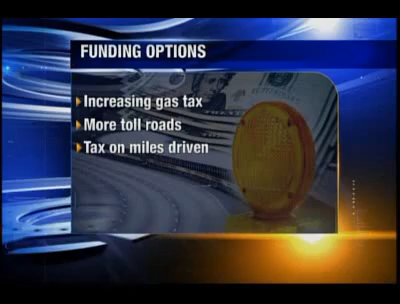 FUNDING OPTIONS
Increasing gas tax
More toll roads
Tax on miles driven